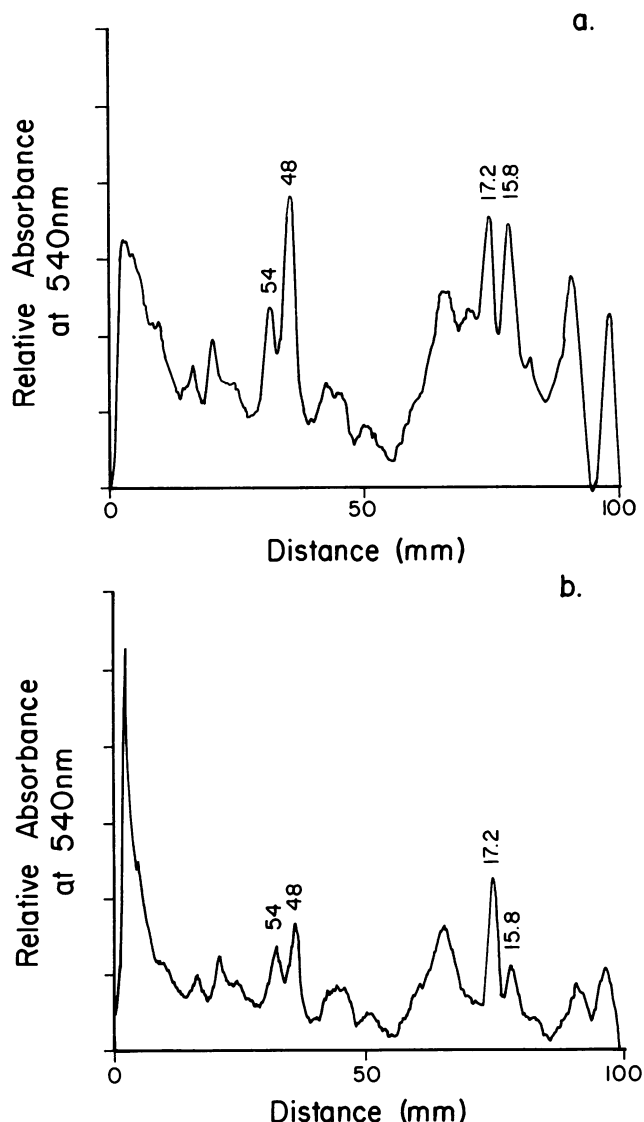 a.
Relative Absorbance
at 540nm
54
48
17.2
15.8
0
50
100
Distance (mm)
b.
Relative Absorbance
at 540nm
54
48
17.2
15.8
0
50
100
Distance (mm)